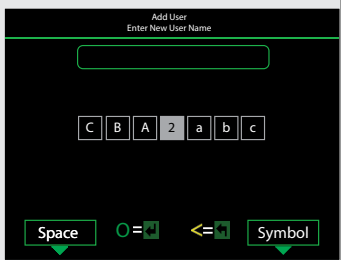 Add User
Enter New User Name
C B A 2 a b c
Space O=↵ <=↰ Symbol